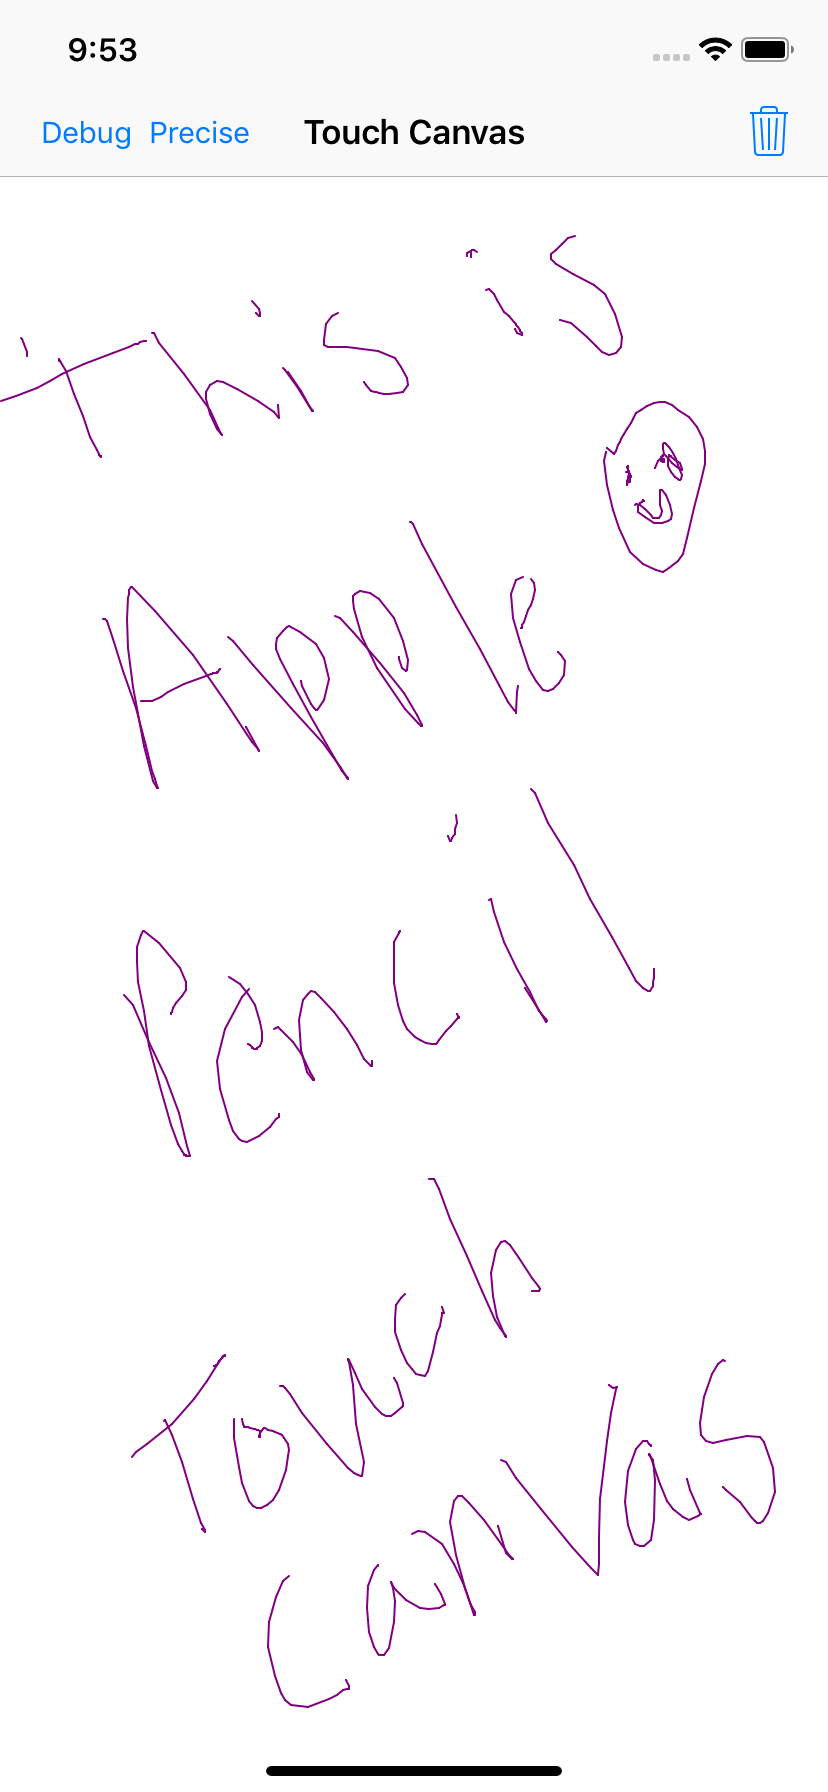 9:53
Debug Precise Touch Canvas
This is
Apple
Pencil
Touch
Canvas